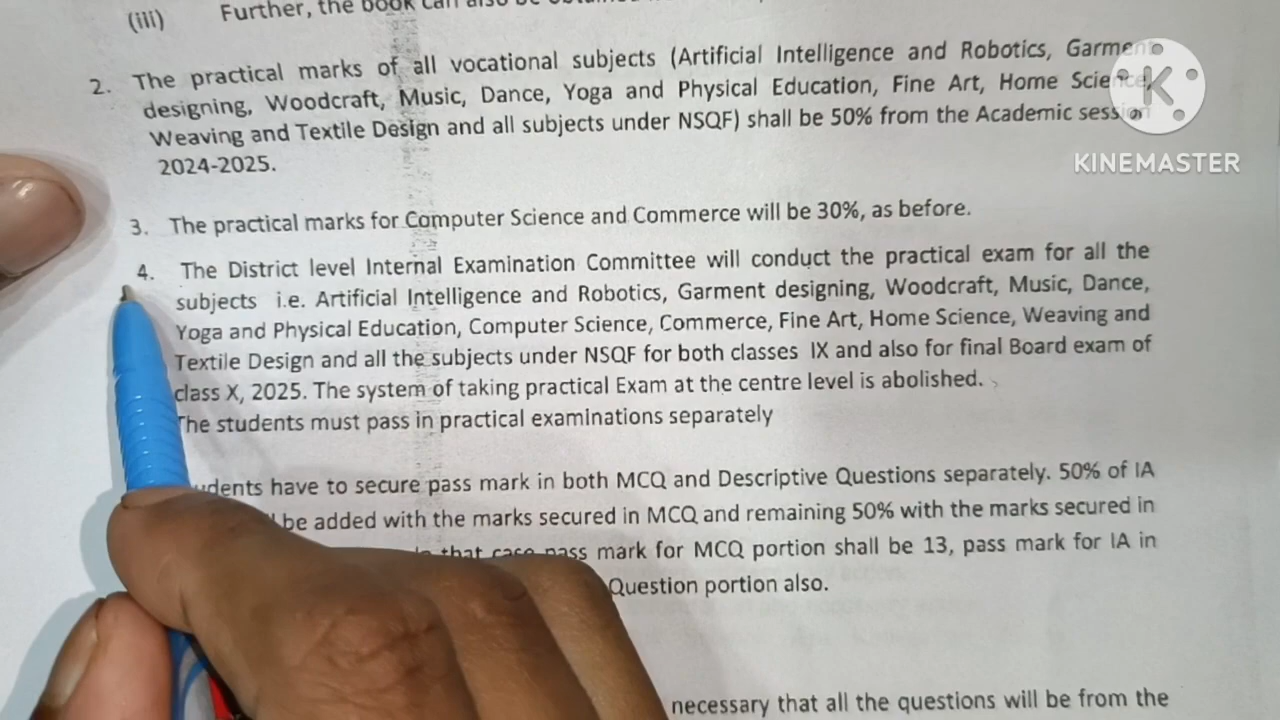 (iii) Further, the book can also be
2. The practical marks of all vocational subjects (Artificial Intelligence and Robotics, Garment
designing, Woodcraft, Music, Dance, Yoga and Physical Education, Fine Art, Home Science,
Weaving and Textile Design and all subjects under NSQF) shall be 50% from the Academic session
2024-2025.
KINEMASTER
3. The practical marks for Computer Science and Commerce will be 30%, as before.
4. The District level Internal Examination Committee will conduct the practical exam for all the
subjects i.e. Artificial Intelligence and Robotics, Garment designing, Woodcraft, Music, Dance,
Yoga and Physical Education, Computer Science, Commerce, Fine Art, Home Science, Weaving and
Textile Design and all the subjects under NSQF for both classes IX and also for final Board exam of
class X, 2025. The system of taking practical Exam at the centre level is abolished.
The students must pass in practical examinations separately
have to secure pass mark in both MCQ and Descriptive Questions separately. 50% of IA
be added with the marks secured in MCQ and remaining 50% with the marks secured in
that case pass mark for MCQ portion shall be 13, pass mark for IA in
Question portion also.
necessary that all the questions will be from the